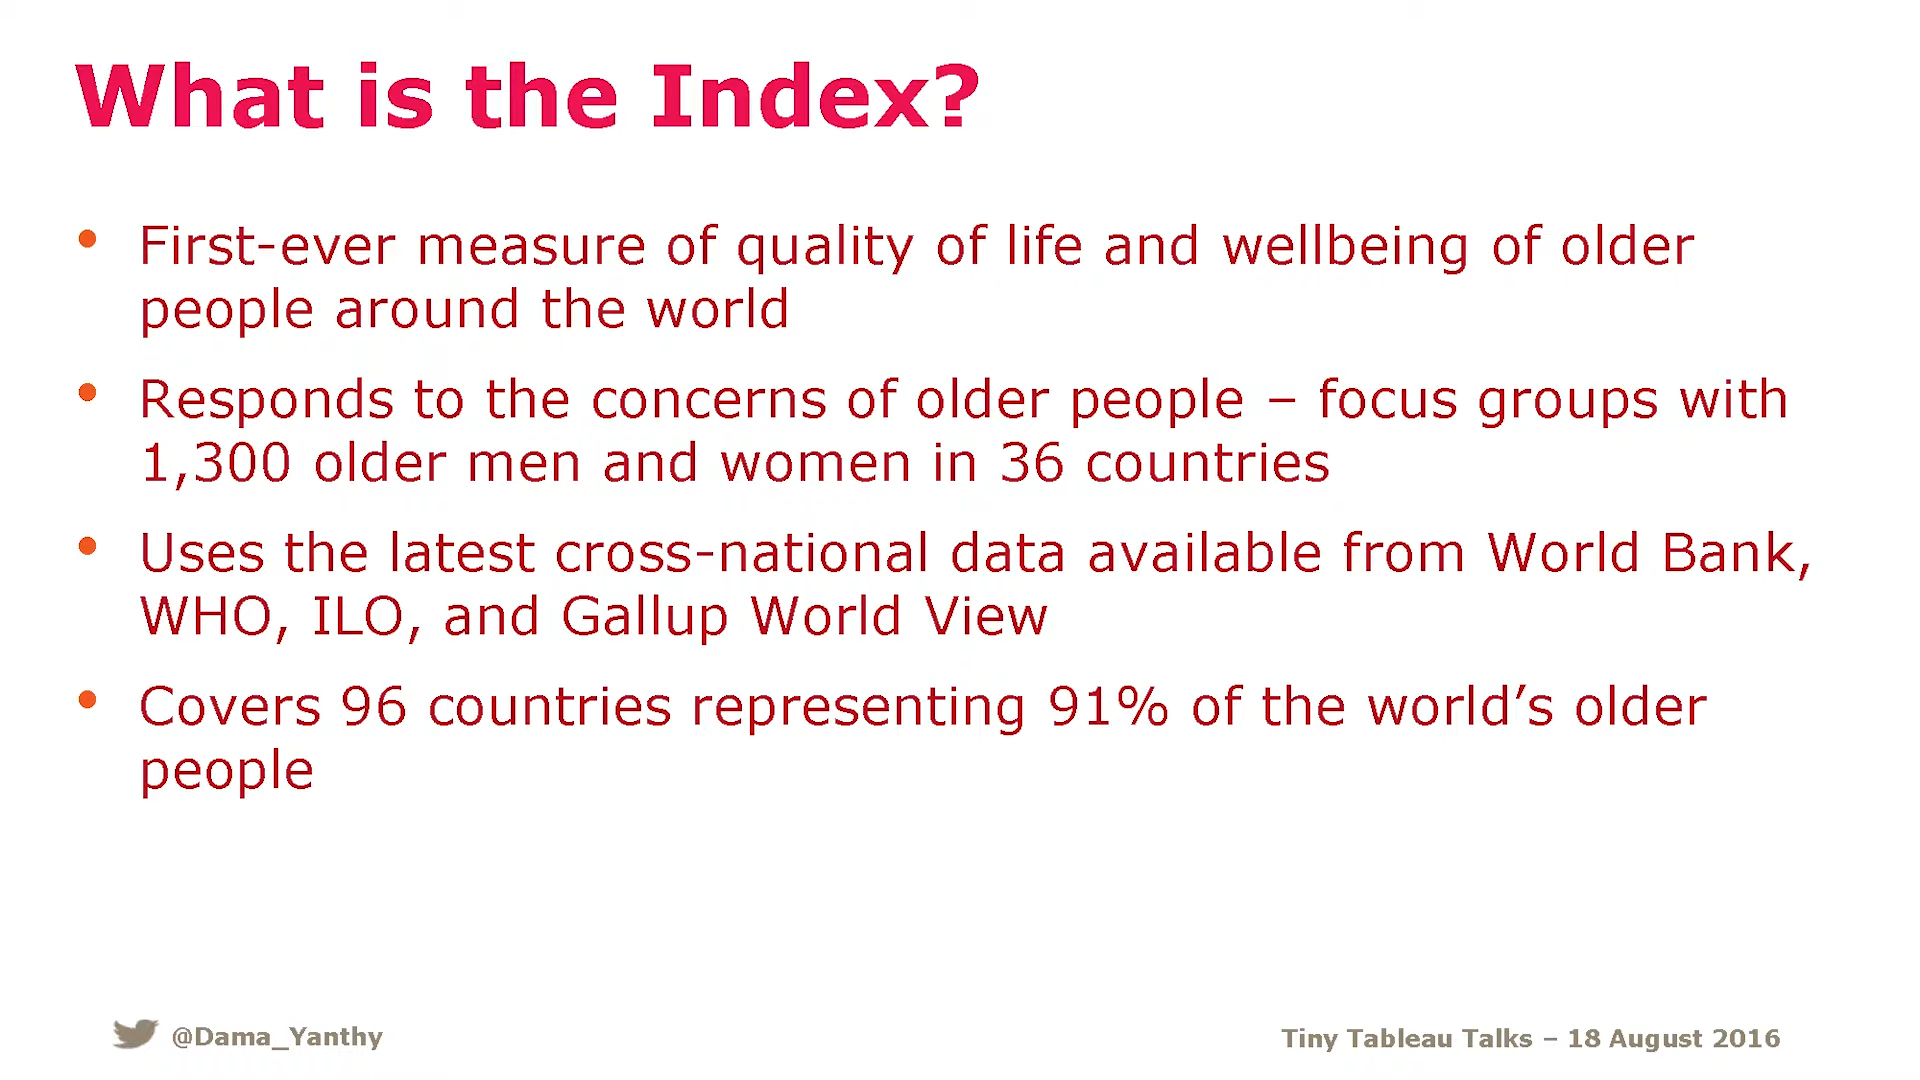 What is the Index?
• First-ever measure of quality of life and wellbeing of older
people around the world
• Responds to the concerns of older people – focus groups with
1,300 older men and women in 36 countries
• Uses the latest cross-national data available from World Bank,
WHO, ILO, and Gallup World View
• Covers 96 countries representing 91% of the world’s older
people
@Dama_Yanthy
Tiny Tableau Talks – 18 August 2016